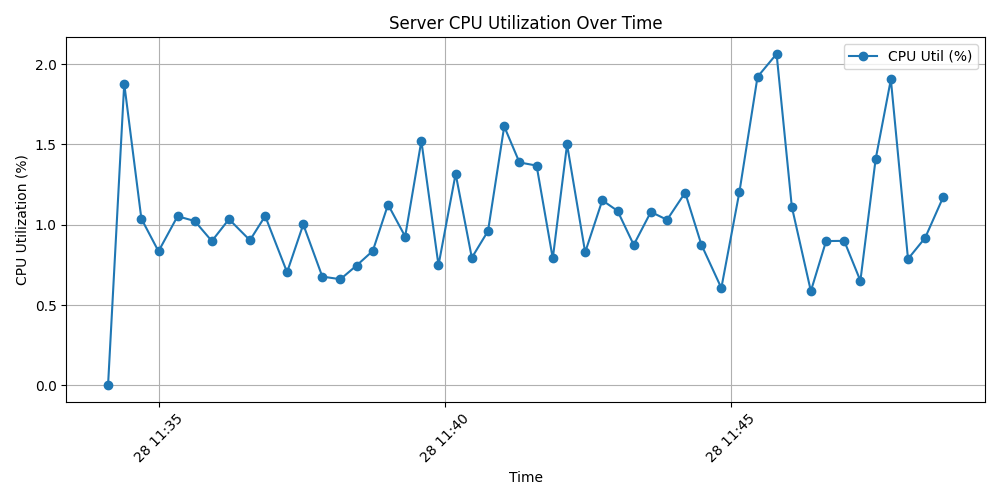 Server CPU Utilization Over Time
CPU Util (%)
CPU Utilization (%)
2.0
1.5
1.0
0.5
0.0
28 11:35
28 11:40
28 11:45
Time